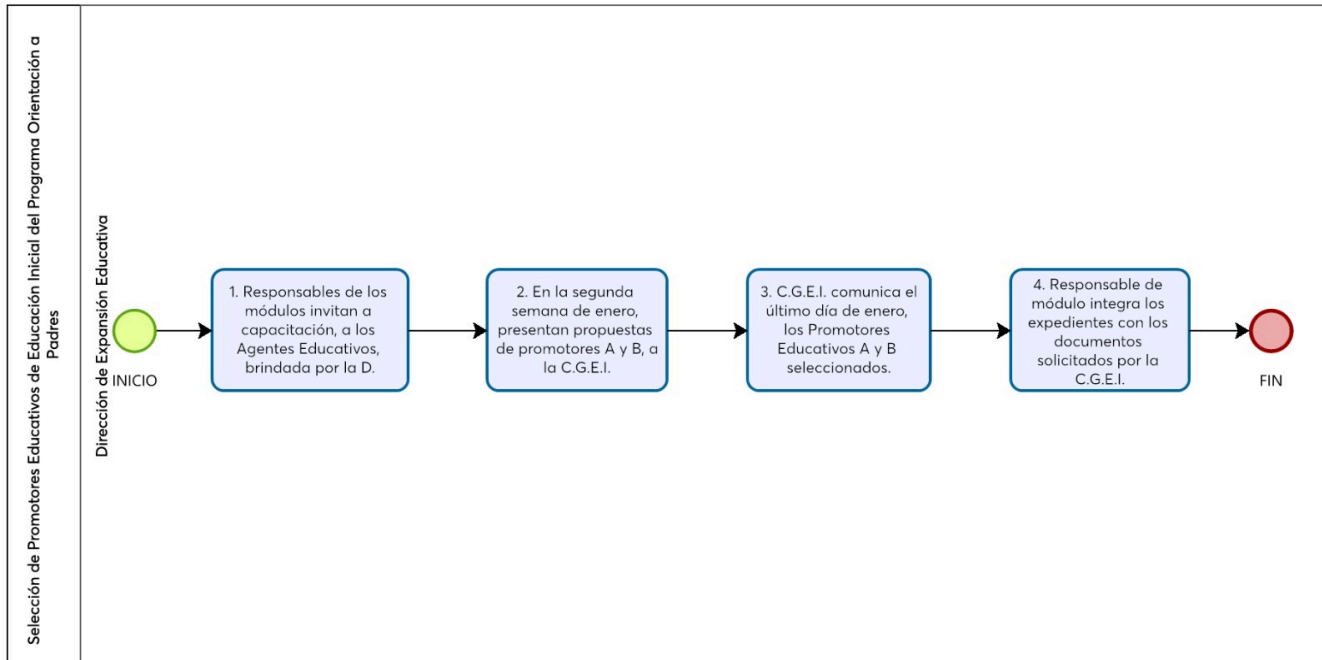 Selección de Promotores Educativos de Educación Inicial del Programa Orientación a
Padres
Dirección de Expansión Educativa
INICIO
1. Responsables de los
módulos invitan a
capacitación, a los
Agentes Educativos,
brindada por la D.
2. En la segunda
semana de enero,
presentan propuestas
de promotores A y B, a
la C.G.E.I.
3. C.G.E.I. comunica el
último día de enero,
los Promotores
Educativos A y B
seleccionados.
4. Responsable de
módulo integra los
expedientes con los
documentos
solicitados por la
C.G.E.I.
FIN